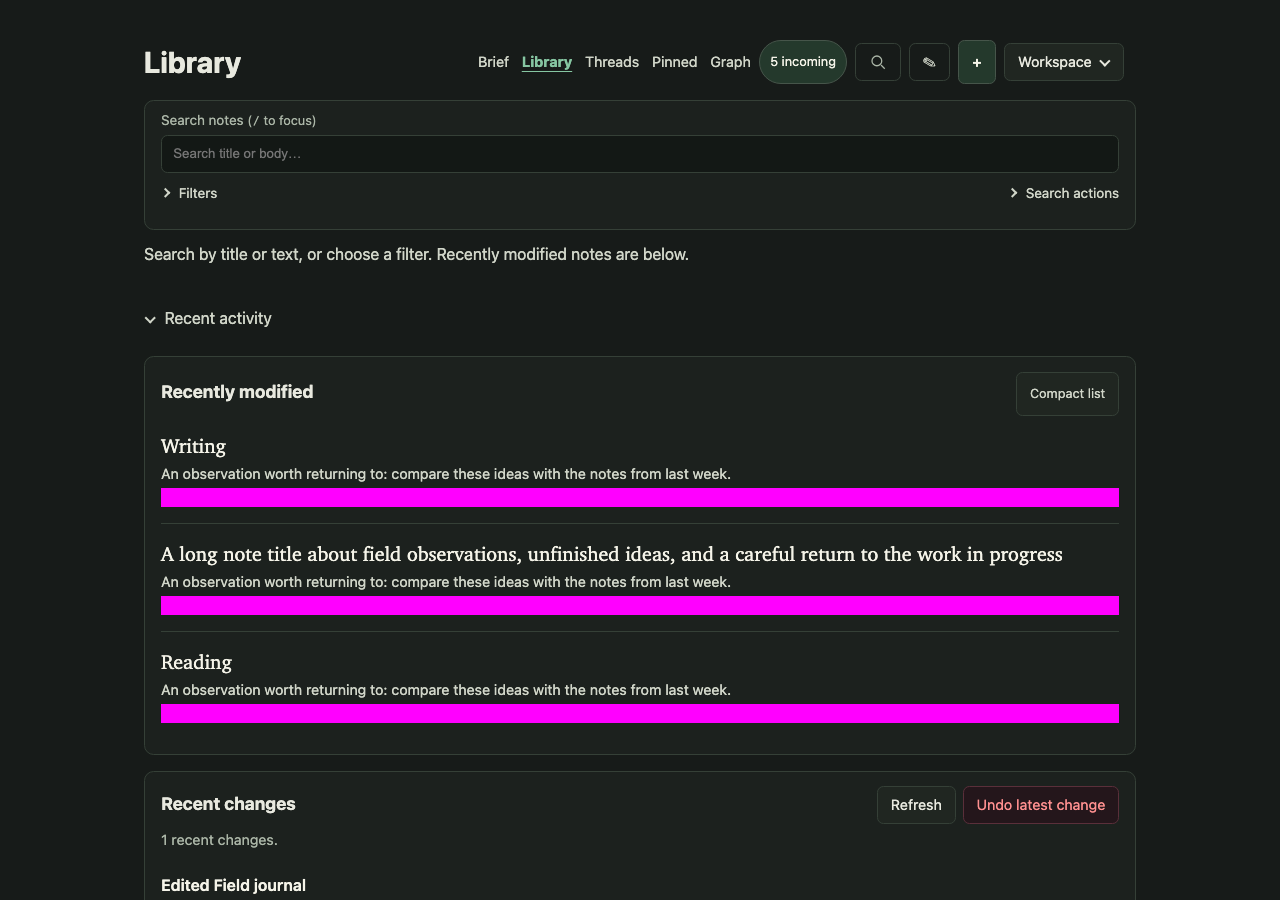 Library
Brief Library Threads Pinned Graph 5 incoming + Workspace
Search notes (/ to focus)
Search title or body…
Filters
Search actions
Search by title or text, or choose a filter. Recently modified notes are below.
Recent activity
Recently modified
Compact list
Writing
An observation worth returning to: compare these ideas with the notes from last week.
A long note title about field observations, unfinished ideas, and a careful return to the work in progress
An observation worth returning to: compare these ideas with the notes from last week.
Reading
An observation worth returning to: compare these ideas with the notes from last week.
Recent changes
Refresh
Undo latest change
1 recent changes.
Edited Field journal